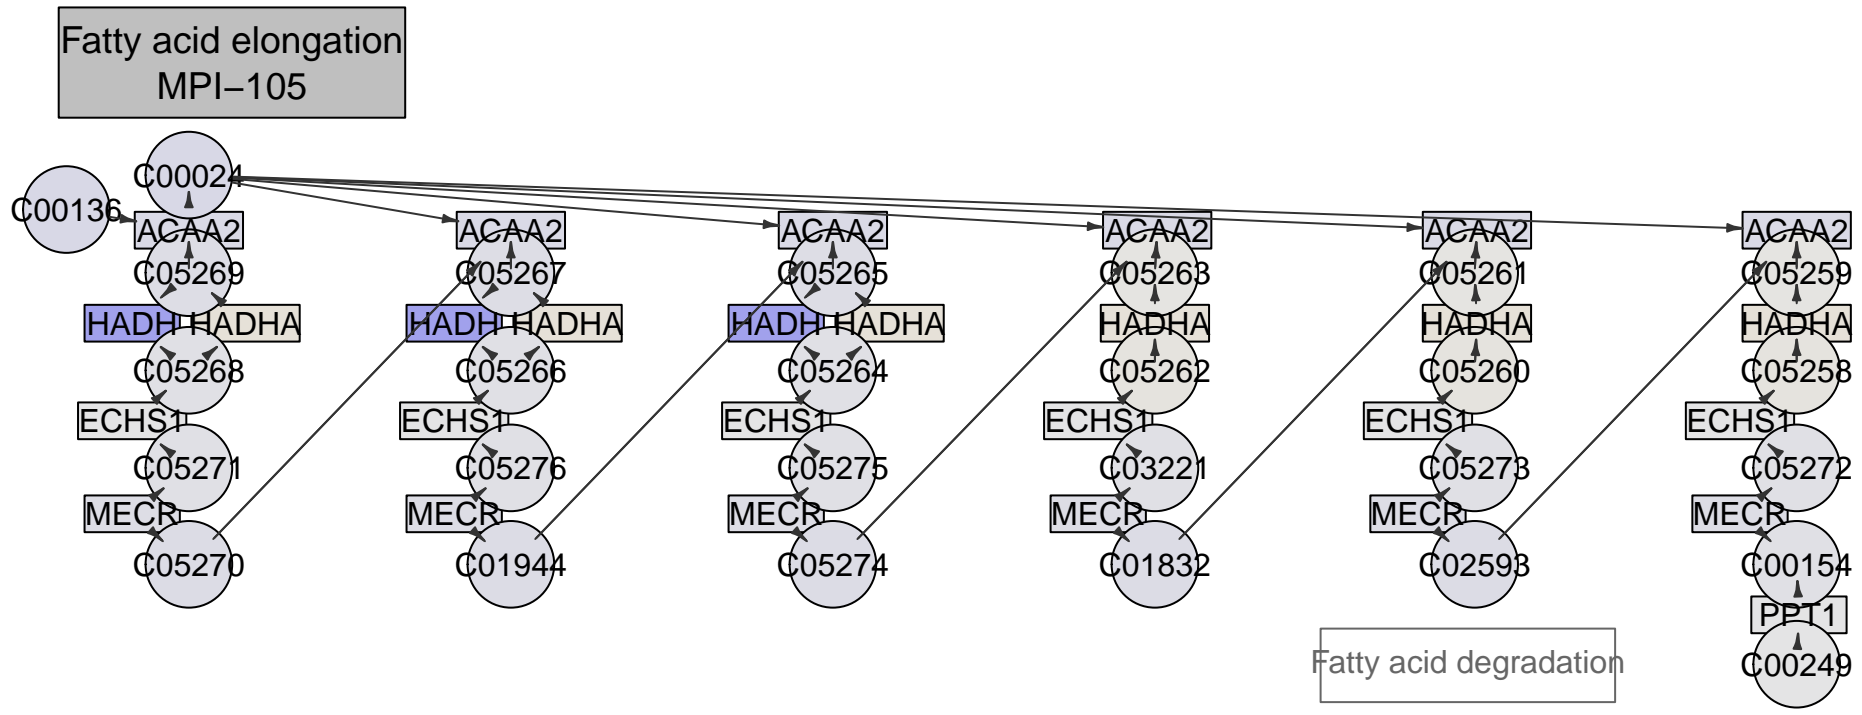 Fatty acid elongation
MPI−105
C00024
C00136
ACAA2 ACAA2 ACAA2 ACAA2 ACAA2 ACAA2
C05269 C05267 C05265 C05263 C05261 C05259
HADH HADHA HADH HADHA HADH HADHA HADHA HADHA HADHA
C05268 C05266 C05264 C05262 C05260 C05258
ECHS1 ECHS1 ECHS1 ECHS1 ECHS1 ECHS1
C05271 C05276 C05275 C03221 C05273 C05272
MECR MECR MECR MECR MECR MECR
C05270 C01944 C05274 C01832 C02593 C00154
PPT1
Fatty acid degradation
C00249